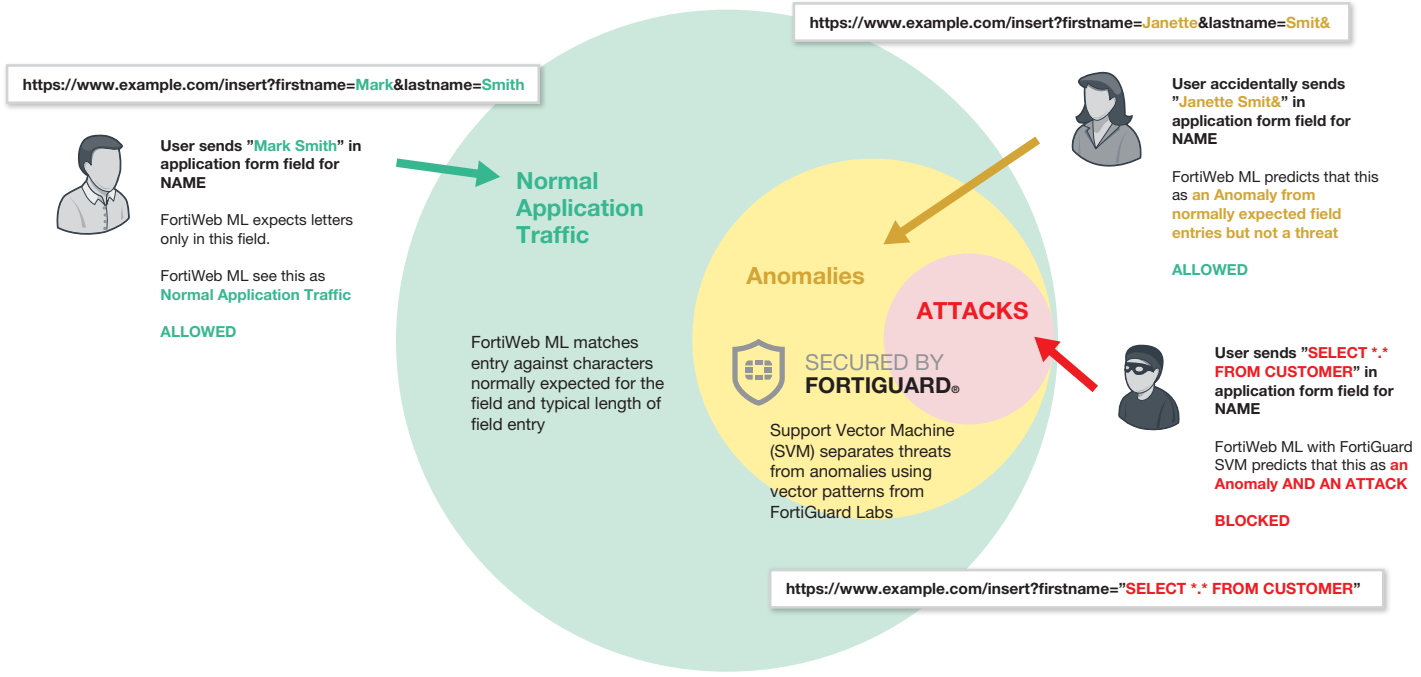 https://www.example.com/insert?firstname=Janette&lastname=Smit&
https://www.example.com/insert?firstname=Mark&lastname=Smith
User sends ”Mark Smith” in
application form field for
NAME
FortiWeb ML expects letters
only in this field.
FortiWeb ML see this as
Normal Application Traffic
ALLOWED
Normal
Application
Traffic
FortiWeb ML matches
entry against characters
normally expected for the
field and typical length of
field entry
Anomalies
ATTACKS
SECURED BY
FORTIGUARD®
Support Vector Machine
(SVM) separates threats
from anomalies using
vector patterns from
FortiGuard Labs
User accidentally sends
”Janette Smit&” in
application form field for
NAME
FortiWeb ML predicts that this
as an Anomaly from
normally expected field
entries but not a threat
ALLOWED
User sends ”SELECT *.*
FROM CUSTOMER” in
application form field for
NAME
FortiWeb ML with FortiGuard
SVM predicts that this as an
Anomaly AND AN ATTACK
BLOCKED
https://www.example.com/insert?firstname=”SELECT *.* FROM CUSTOMER”